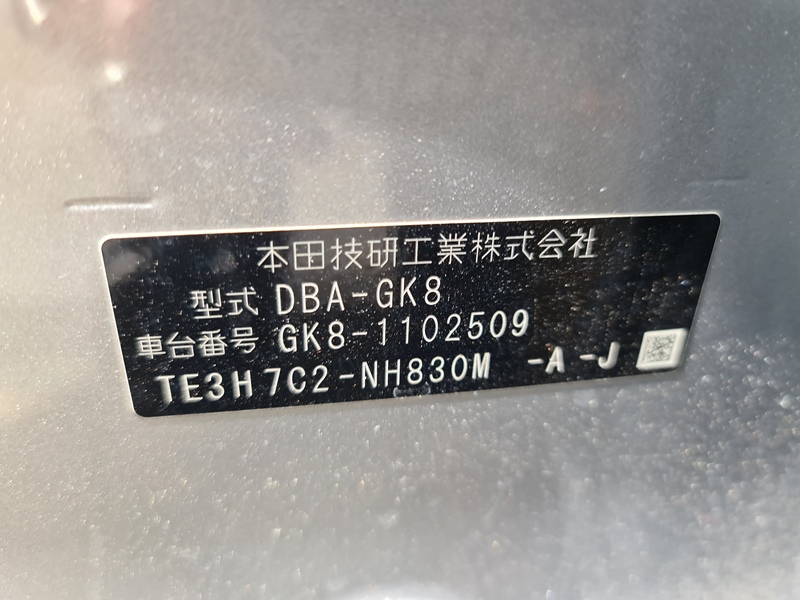 本田技研工業株式会社
型式 DBA-GK8
車台番号 GK8-1102509
TE3H7C2-NH830M -A -J